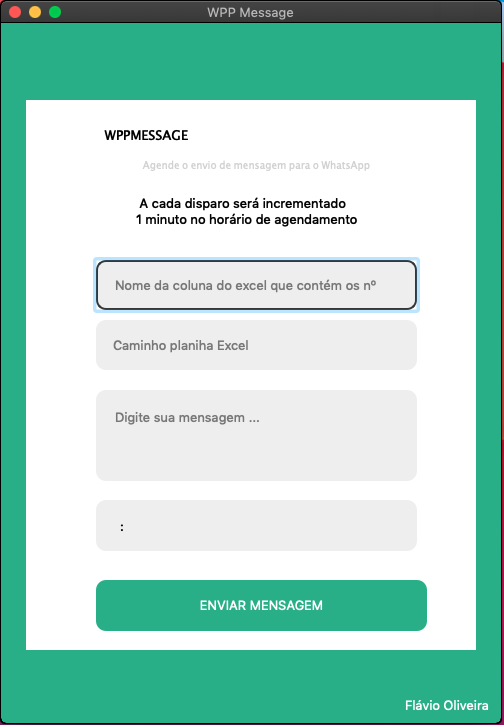 WPP Message
WPPMESSAGE
Agende o envio de mensagem para o WhatsApp
A cada disparo será incrementado
1 minuto no horário de agendamento
Nome da coluna do excel que contém os nº
Caminho planiha Excel
Digite sua mensagem ...
:
ENVIAR MENSAGEM
Flávio Oliveira